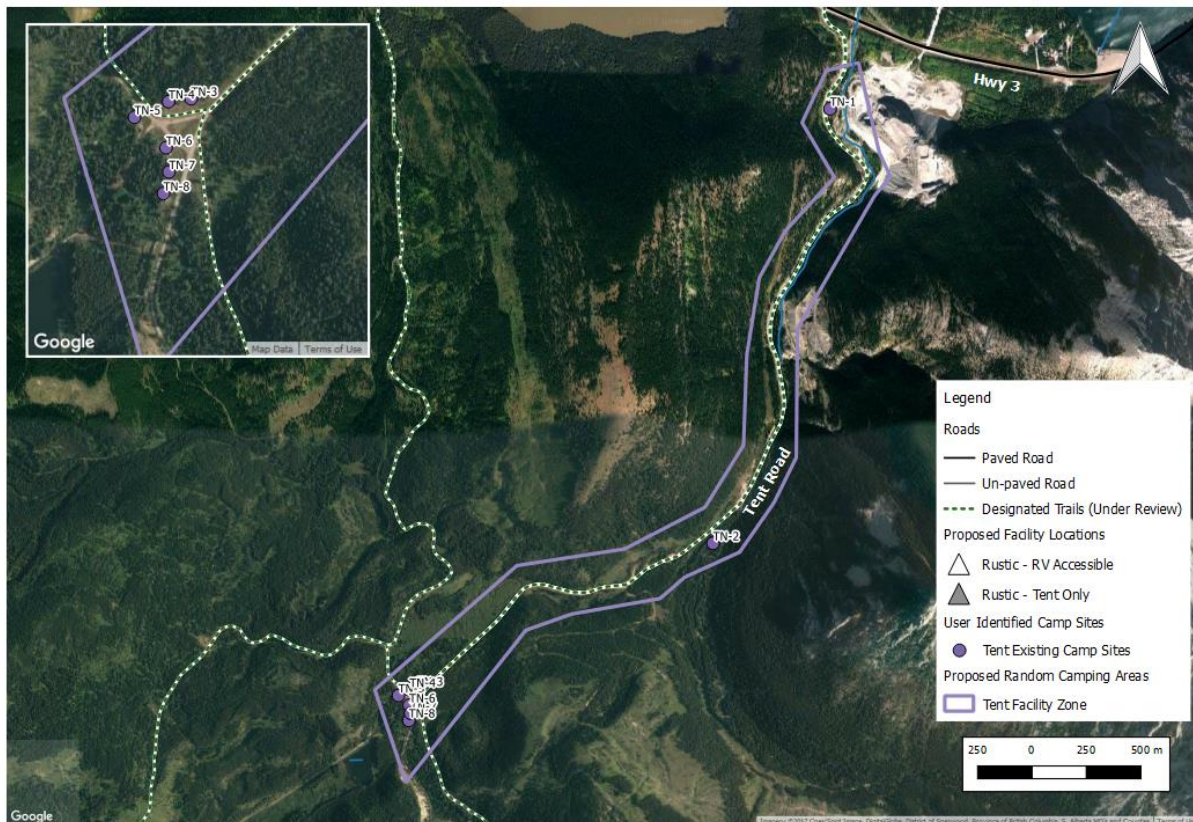 TN-4
TN-3
TN-5
TN-6
TN-7
TN-8
Google
Map Data
Terms of Use
Hwy 3
TN-1
Tent Road
TN-2
TN-6
TN-8
Legend
Roads
Paved Road
Un-paved Road
Designated Trails (Under Review)
Proposed Facility Locations
Rustic - RV Accessible
Rustic - Tent Only
User Identified Camp Sites
Tent Existing Camp Sites
Proposed Random Camping Areas
Tent Facility Zone
250 0 250 500 m
Google